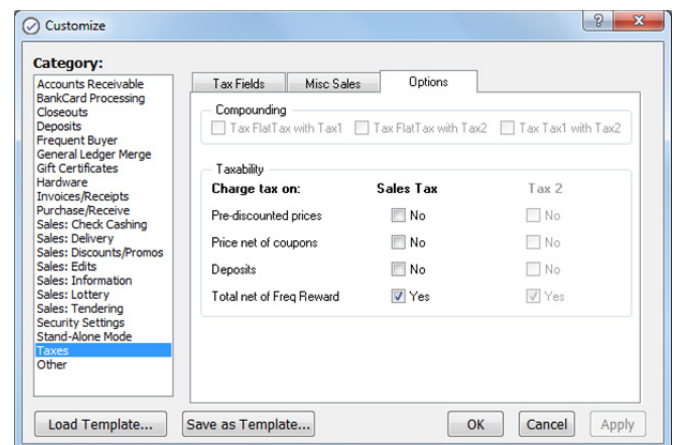 Customize
Category:
Accounts Receivable
BankCard Processing
Closeouts
Deposits
Frequent Buyer
General Ledger Merge
Gift Certificates
Hardware
Invoices/Receipts
Purchase/Receive
Sales: Check Cashing
Sales: Delivery
Sales: Discounts/Promos
Sales: Edits
Sales: Information
Sales: Lottery
Sales: Tendering
Security Settings
Stand-Alone Mode
Taxes
Other
Tax Fields Misc Sales Options
Compounding
Tax FlatTax with Tax1 Tax FlatTax with Tax2 Tax Tax1 with Tax2
Taxability
Charge tax on: Sales Tax Tax 2
Pre-discounted prices No No
Price net of coupons No No
Deposits No No
Total net of Freq Reward Yes Yes
Load Template... Save as Template... OK Cancel Apply